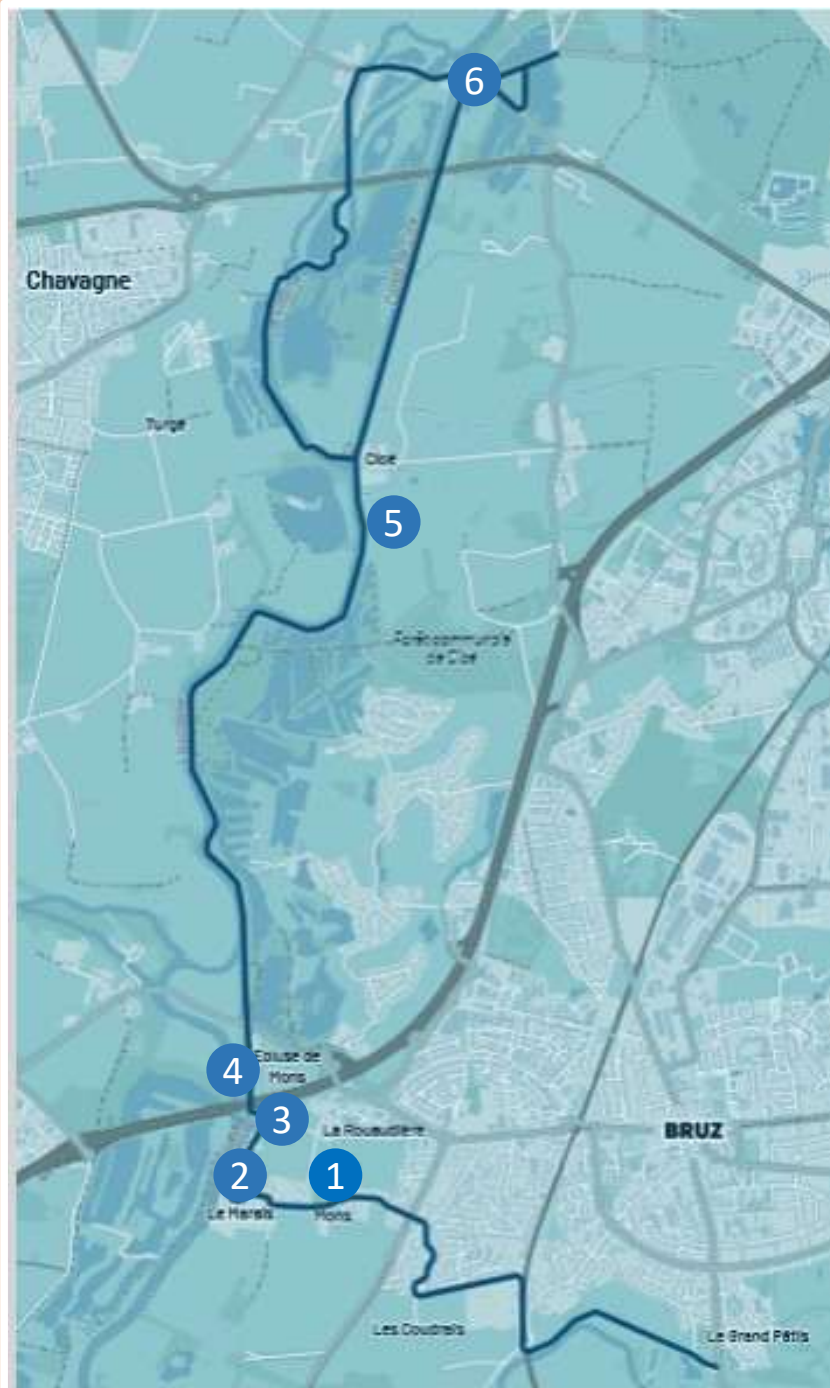 6
Chavagne
Turgé
Cicé
5
Forêt communale
de Cicé
4
Ecluse de
Mons
3
La Rouaudière
BRUZ
2
1
Le Marais
Mons
Les Coudrais
Le Grand Pâtis